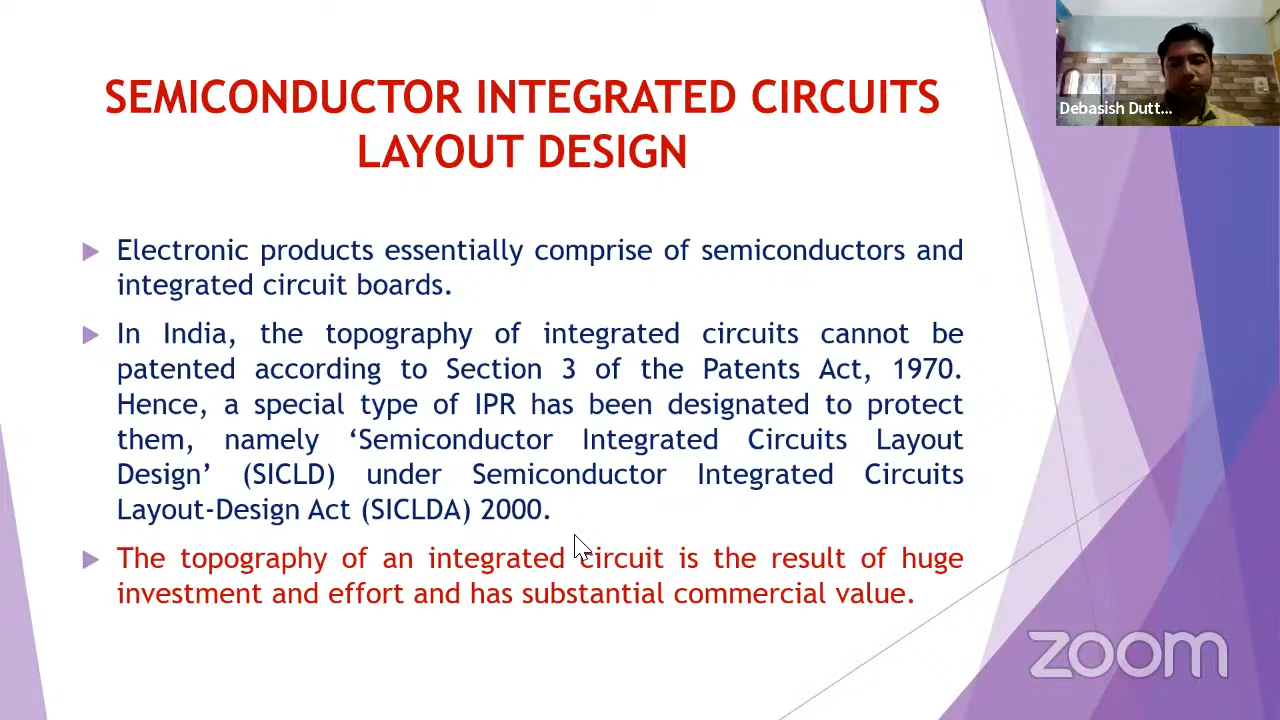 SEMICONDUCTOR INTEGRATED CIRCUITS
LAYOUT DESIGN
Debasish Dutt...
Electronic products essentially comprise of semiconductors and
integrated circuit boards.
In India, the topography of integrated circuits cannot be
patented according to Section 3 of the Patents Act, 1970.
Hence, a special type of IPR has been designated to protect
them, namely ‘Semiconductor Integrated Circuits Layout
Design’ (SICLD) under Semiconductor Integrated Circuits
Layout-Design Act (SICLDA) 2000.
The topography of an integrated circuit is the result of huge
investment and effort and has substantial commercial value.
zoom